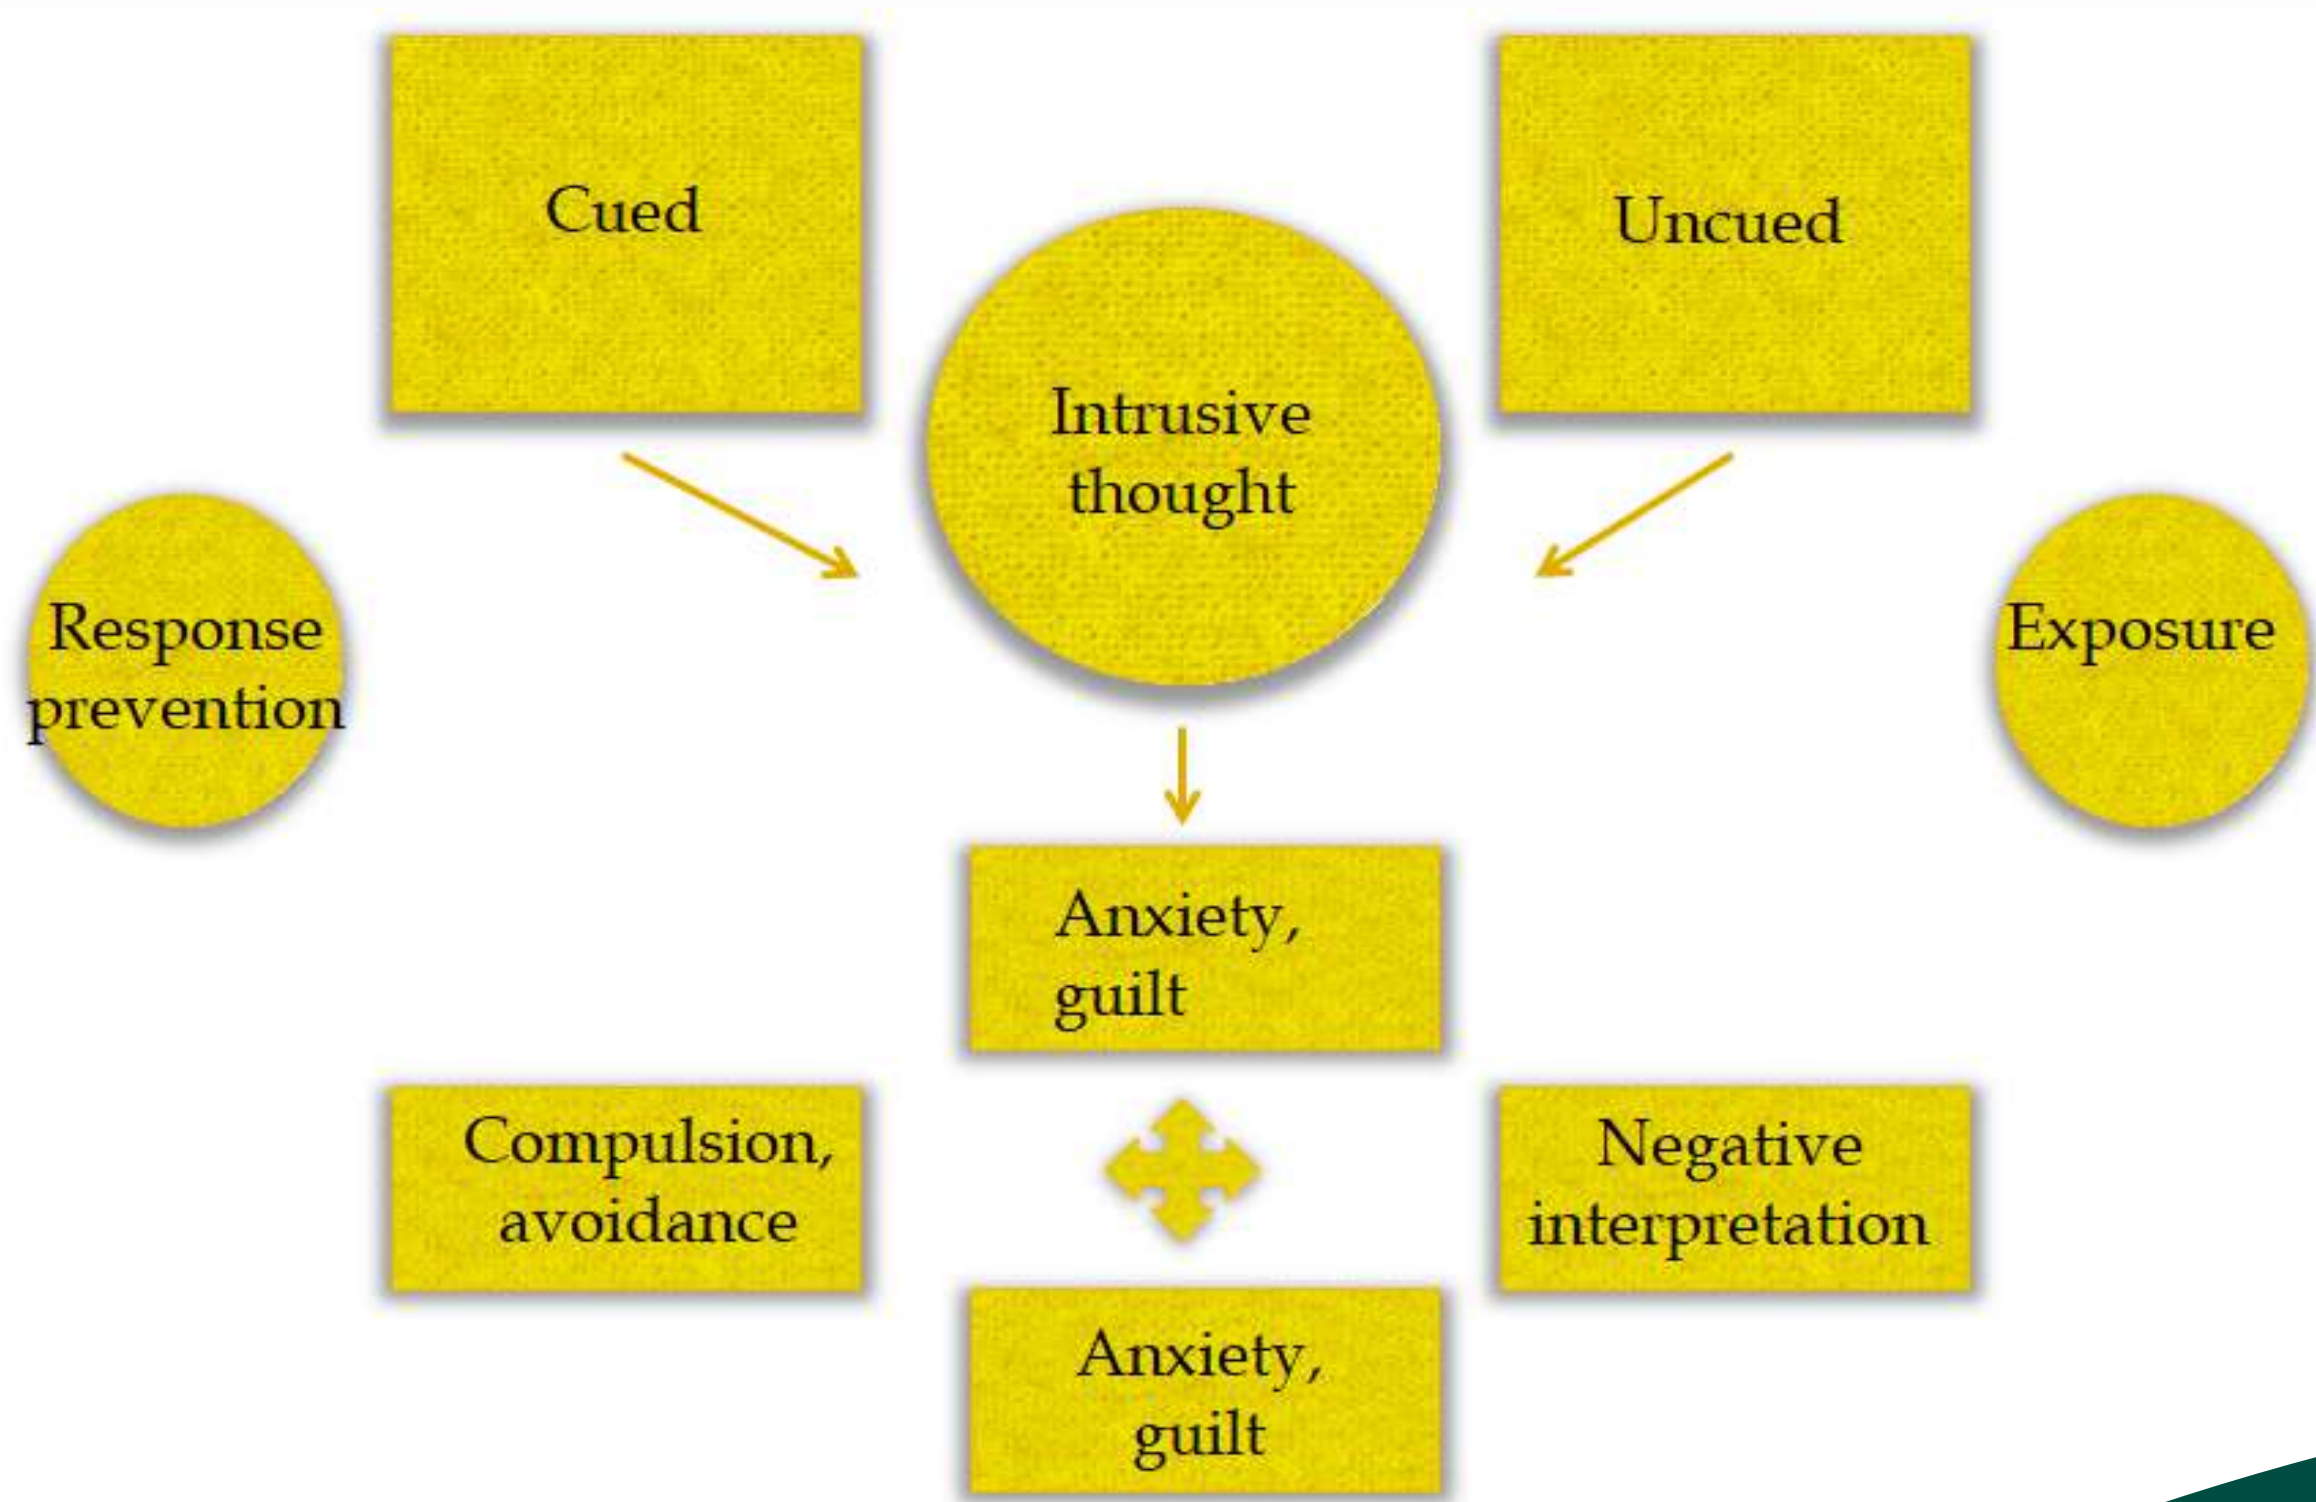 Cued
Uncued
Intrusive
thought
Response
prevention
Exposure
Anxiety,
guilt
Compulsion,
avoidance
Negative
interpretation
Anxiety,
guilt